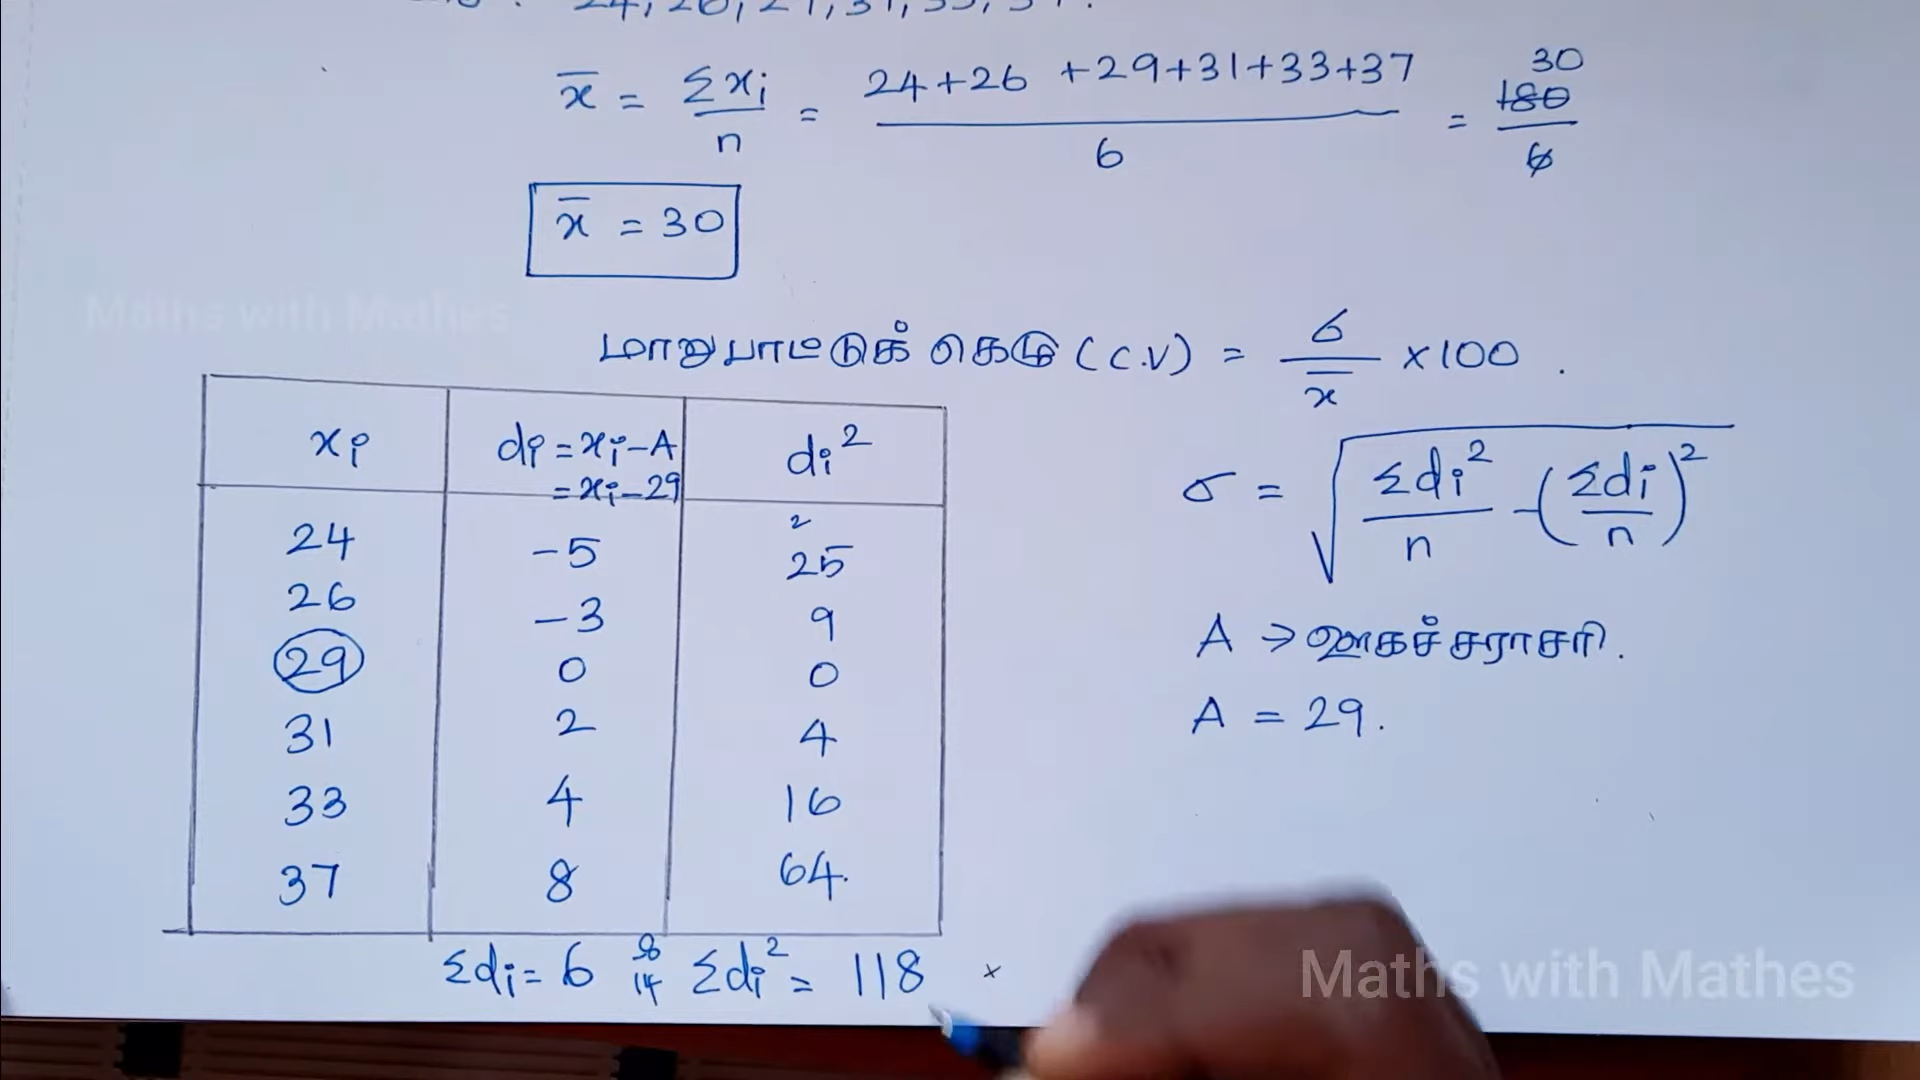 x̄ = Σxᵢ / n = 24+26 +29+31+33+37 / 6 = 180 / 6 30
x̄ = 30
மாறுபாட்டுக் கெழு (C.V) = σ / x̄ ×100 .
xᵢ dᵢ = xᵢ-A = xᵢ-29 dᵢ²
σ = √( Σdᵢ² / n - (Σdᵢ / n)² )
24 -5 25
26 -3 9
29 0 0
31 2 4
33 4 16
37 8 64.
A → ஊகச்சராசரி.
A = 29.
Σdᵢ = 6 Σdᵢ² = 118
Maths with Mathes
Maths with Mathes